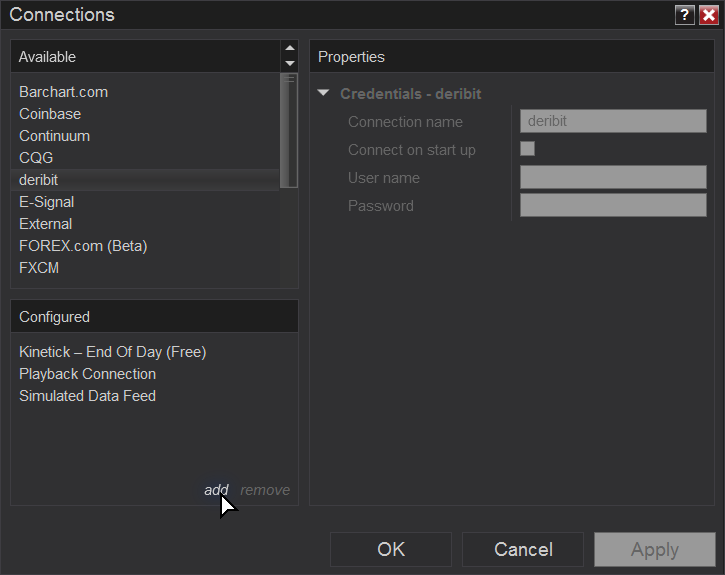 Connections
?
Available
Barchart.com
Coinbase
Continuum
CQG
deribit
E-Signal
External
FOREX.com (Beta)
FXCM
Configured
Kinetick – End Of Day (Free)
Playback Connection
Simulated Data Feed
add remove
Properties
Credentials - deribit
Connection name deribit
Connect on start up
User name
Password
OK Cancel Apply